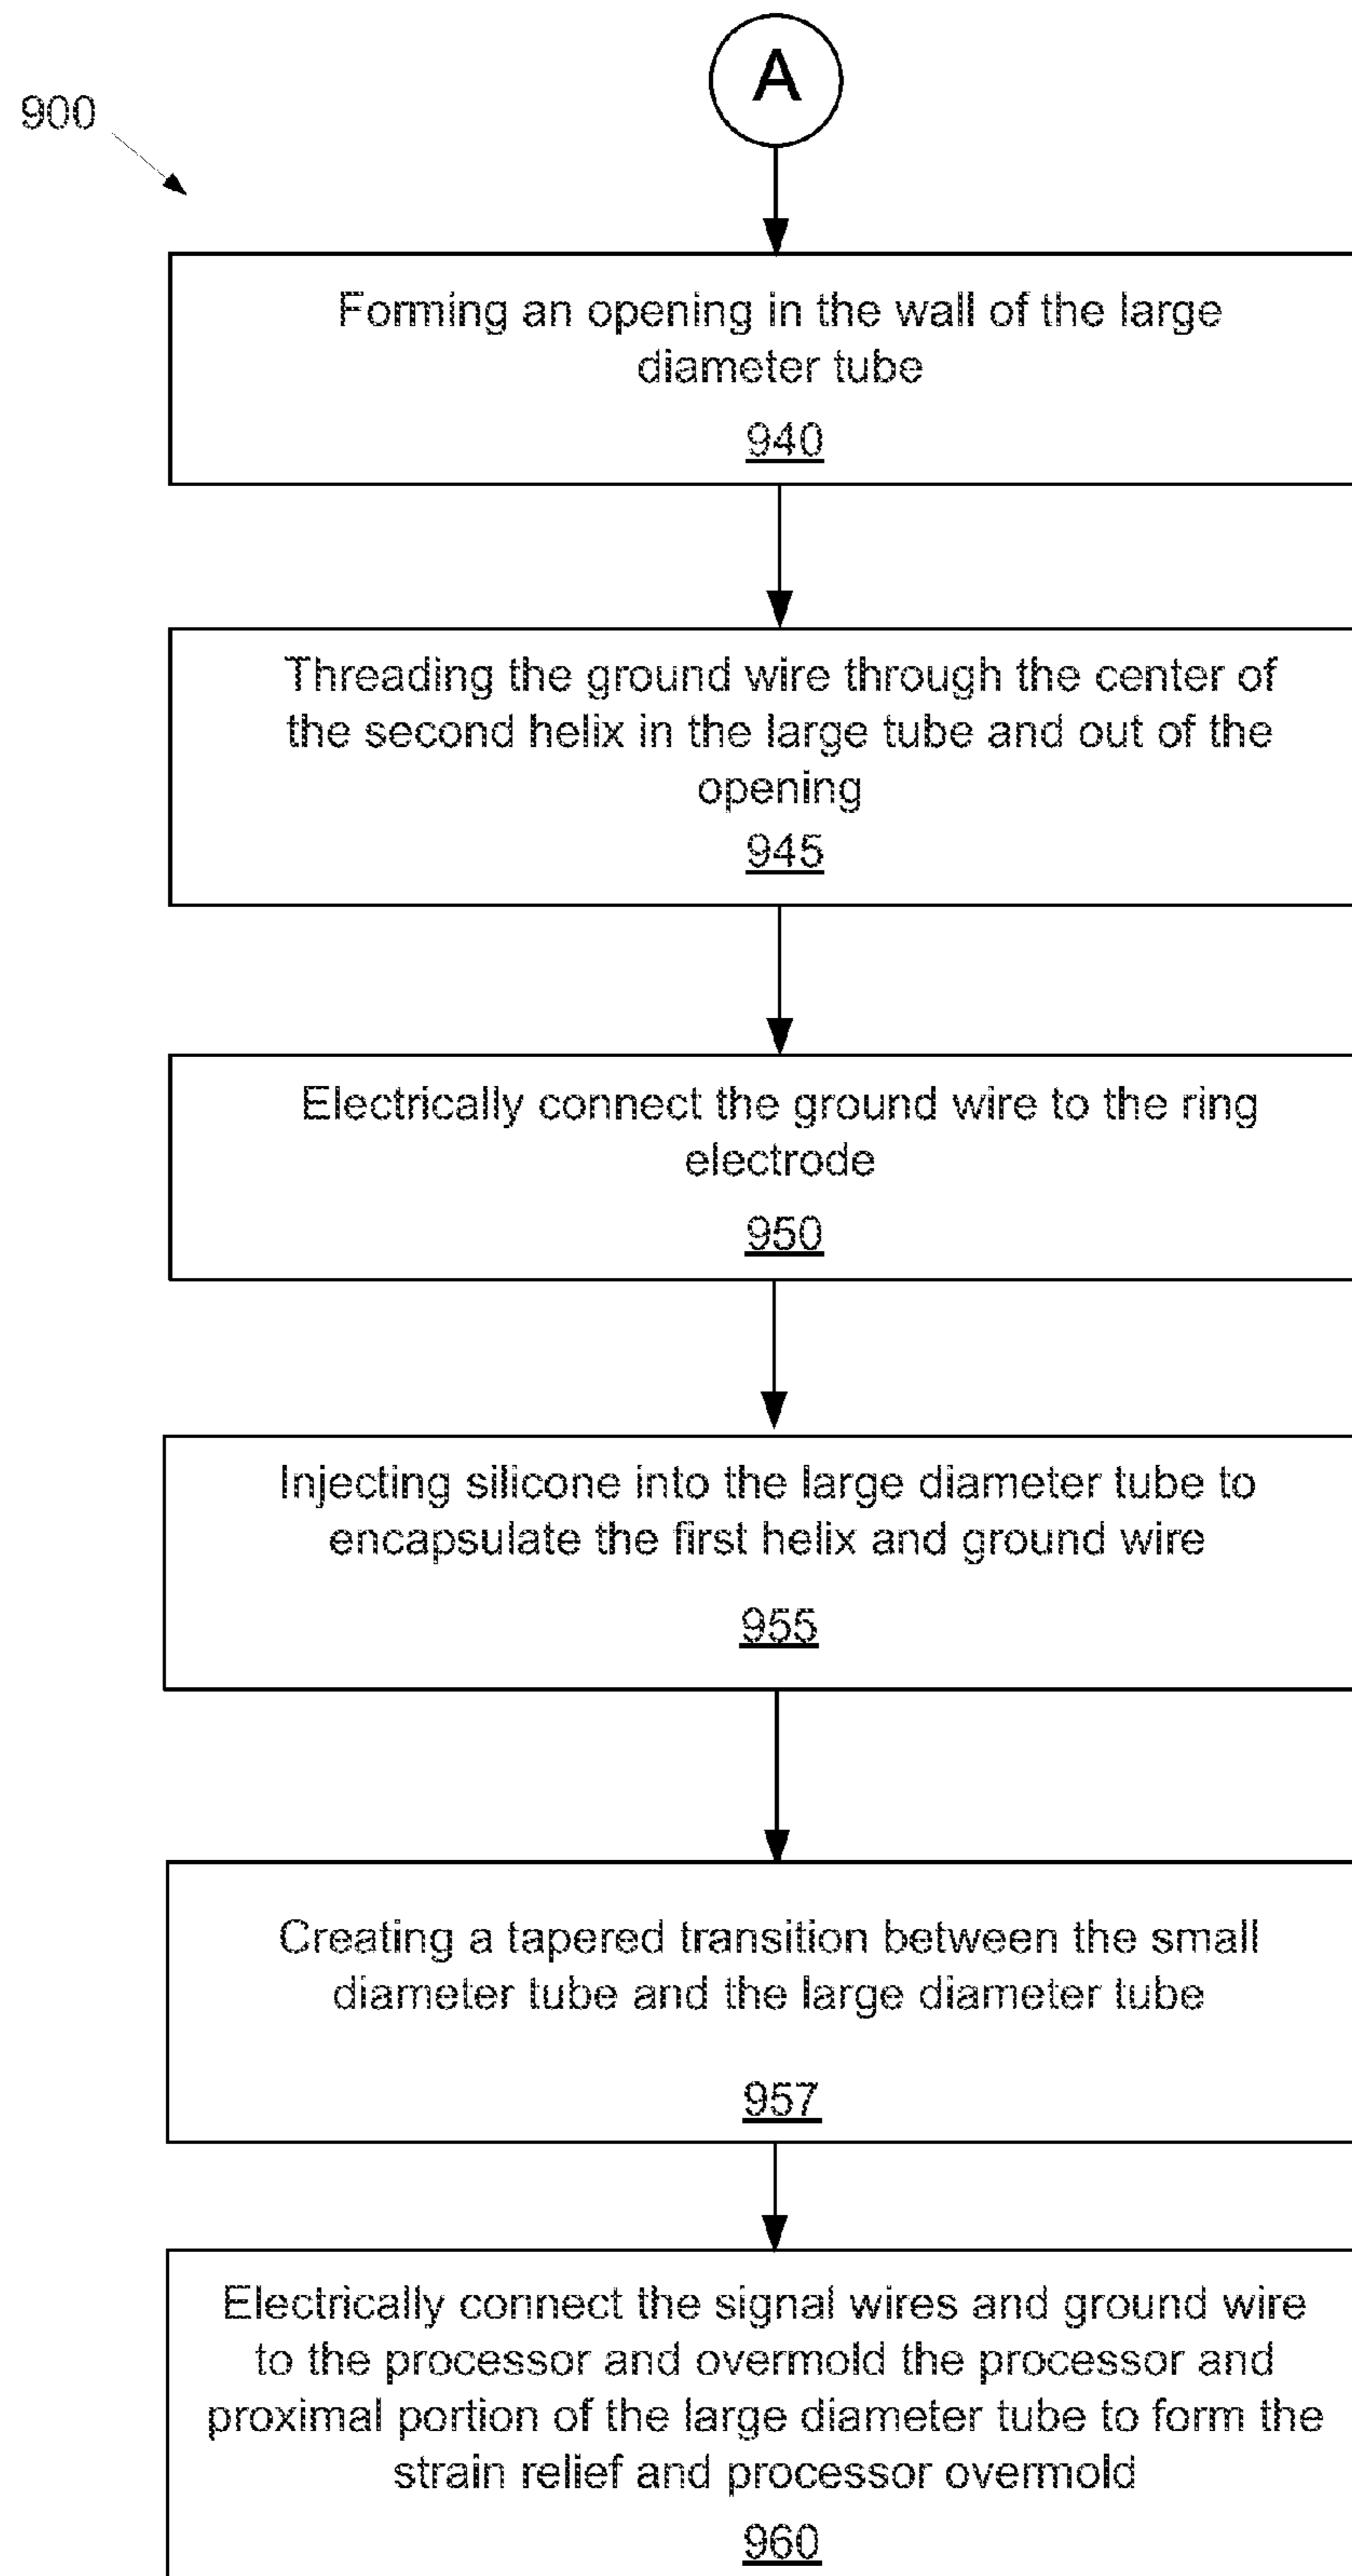 A
900
Forming an opening in the wall of the large
diameter tube
940
Threading the ground wire through the center of
the second helix in the large tube and out of the
opening
945
Electrically connect the ground wire to the ring
electrode
950
Injecting silicone into the large diameter tube to
encapsulate the first helix and ground wire
955
Creating a tapered transition between the small
diameter tube and the large diameter tube
957
Electrically connect the signal wires and ground wire
to the processor and overmold the processor and
proximal portion of the large diameter tube to form the
strain relief and processor overmold
960